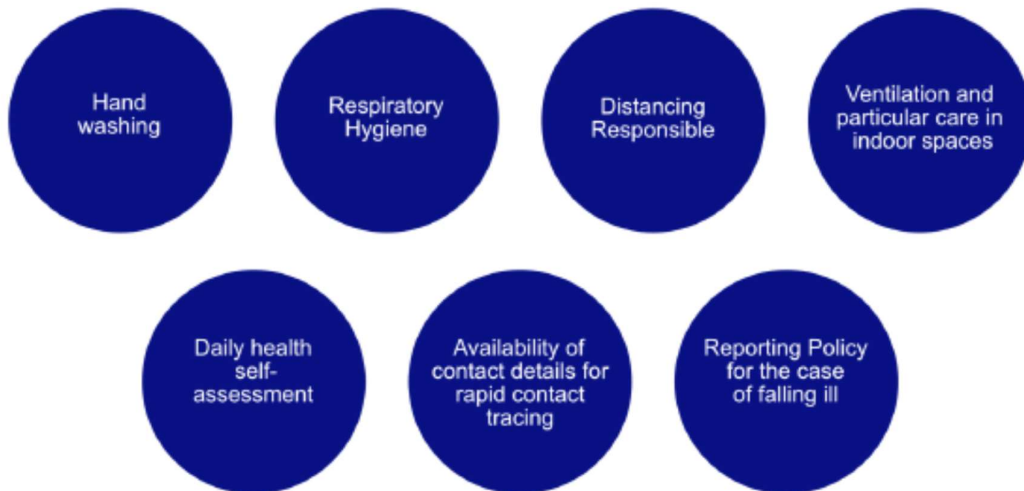 Hand
washing
Respiratory
Hygiene
Distancing
Responsible
Ventilation and
particular care in
indoor spaces
Daily health
self-
assessment
Availability of
contact details for
rapid contact
tracing
Reporting Policy
for the case
of falling ill